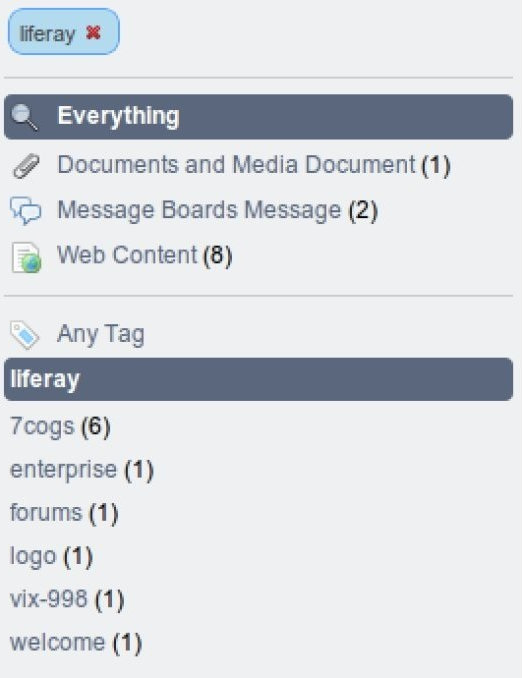 liferay
Everything
Documents and Media Document (1)
Message Boards Message (2)
Web Content (8)
Any Tag
liferay
7cogs (6)
enterprise (1)
forums (1)
logo (1)
vix-998 (1)
welcome (1)